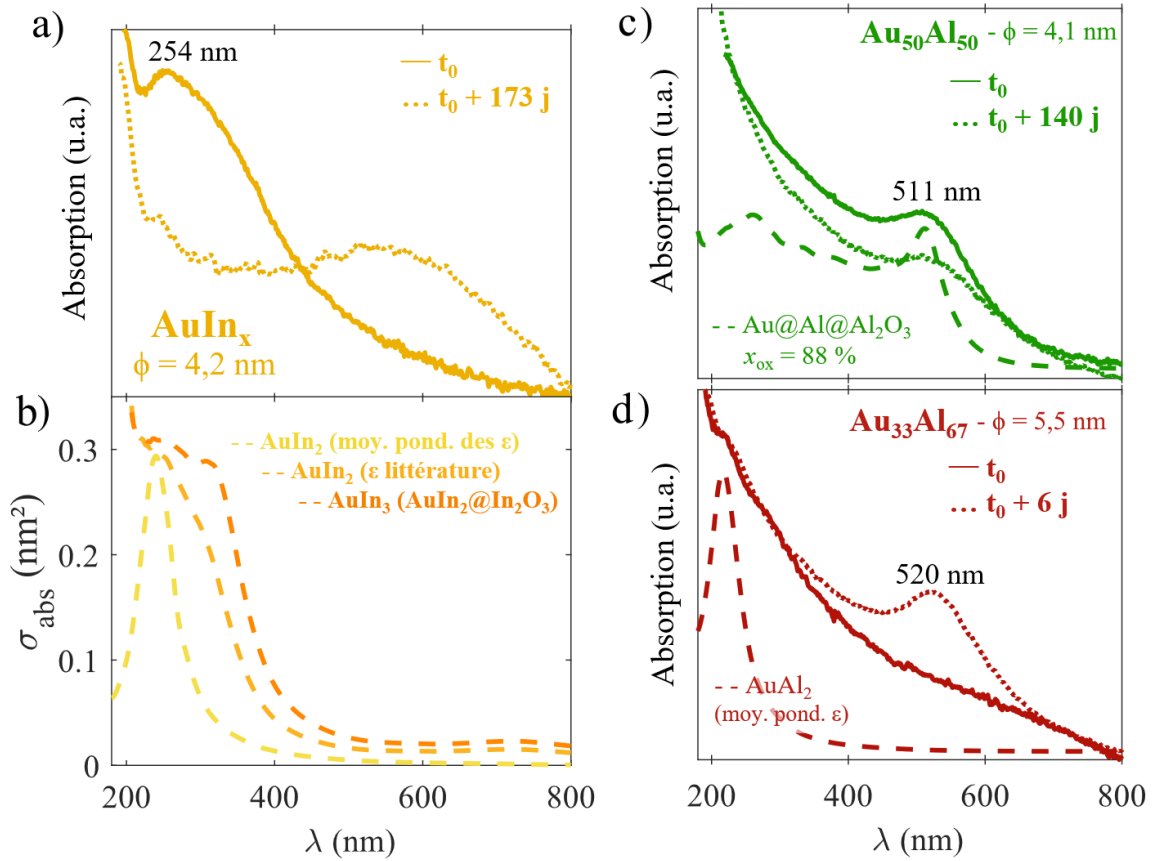 a)
254 nm
— t₀
... t₀ + 173 j
AuInₓ
ϕ = 4,2 nm
Absorption (u.a.)
b)
-- AuIn₂ (moy. pond. des ε)
-- AuIn₂ (ε littérature)
-- AuIn₃ (AuIn₂@In₂O₃)
0.3
0.2
0.1
0
σabs (nm²)
200
400
600
800
λ (nm)
c)
Au₅₀Al₅₀ - ϕ = 4,1 nm
— t₀
... t₀ + 140 j
511 nm
-- Au@Al@Al₂O₃
xox = 88 %
Absorption (u.a.)
d)
Au₃₃Al₆₇ - ϕ = 5,5 nm
— t₀
... t₀ + 6 j
520 nm
-- AuAl₂
(moy. pond. ε)
Absorption (u.a.)
200
400
600
800
λ (nm)